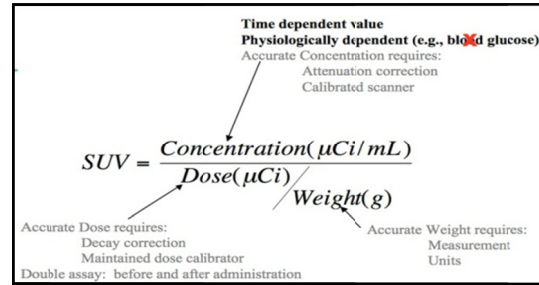 Time dependent value
Physiologically dependent (e.g., blood glucose)
Accurate Concentration requires:
Attenuation correction
Calibrated scanner
SUV = Concentration(μCi/mL)
Dose(μCi)/Weight(g)
Accurate Dose requires:
Decay correction
Maintained dose calibrator
Double assay: before and after administration
Accurate Weight requires:
Measurement
Units